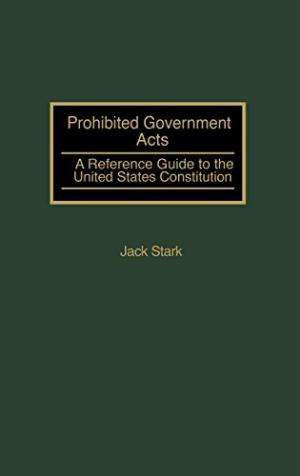 Prohibited Government
Acts
A Reference Guide to the
United States Constitution
Jack Stark